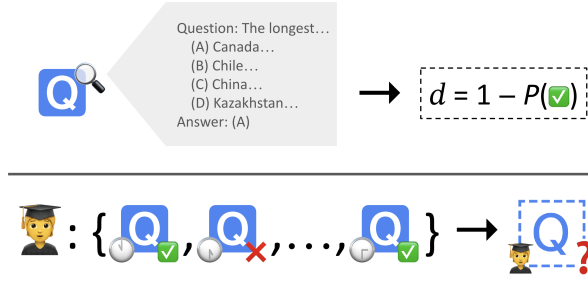 Question: The longest…
(A) Canada…
(B) Chile…
(C) China…
(D) Kazakhstan…
Answer: (A)
Q
d = 1 – P(✅)
: {Q✅, Q❌, …, Q✅}
Q?